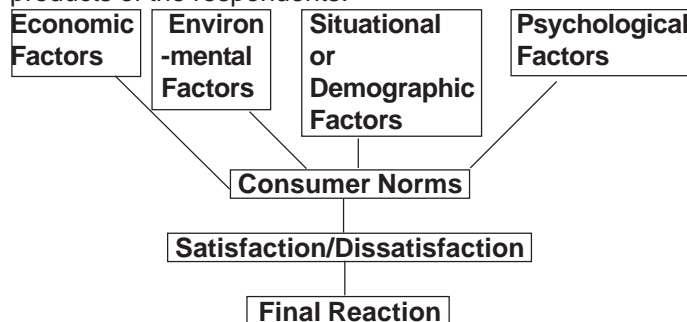 products of the respondents.
Economic
Factors
Environ
-mental
Factors
Situational
or
Demographic
Factors
Psychological
Factors
Consumer Norms
Satisfaction/Dissatisfaction
Final Reaction